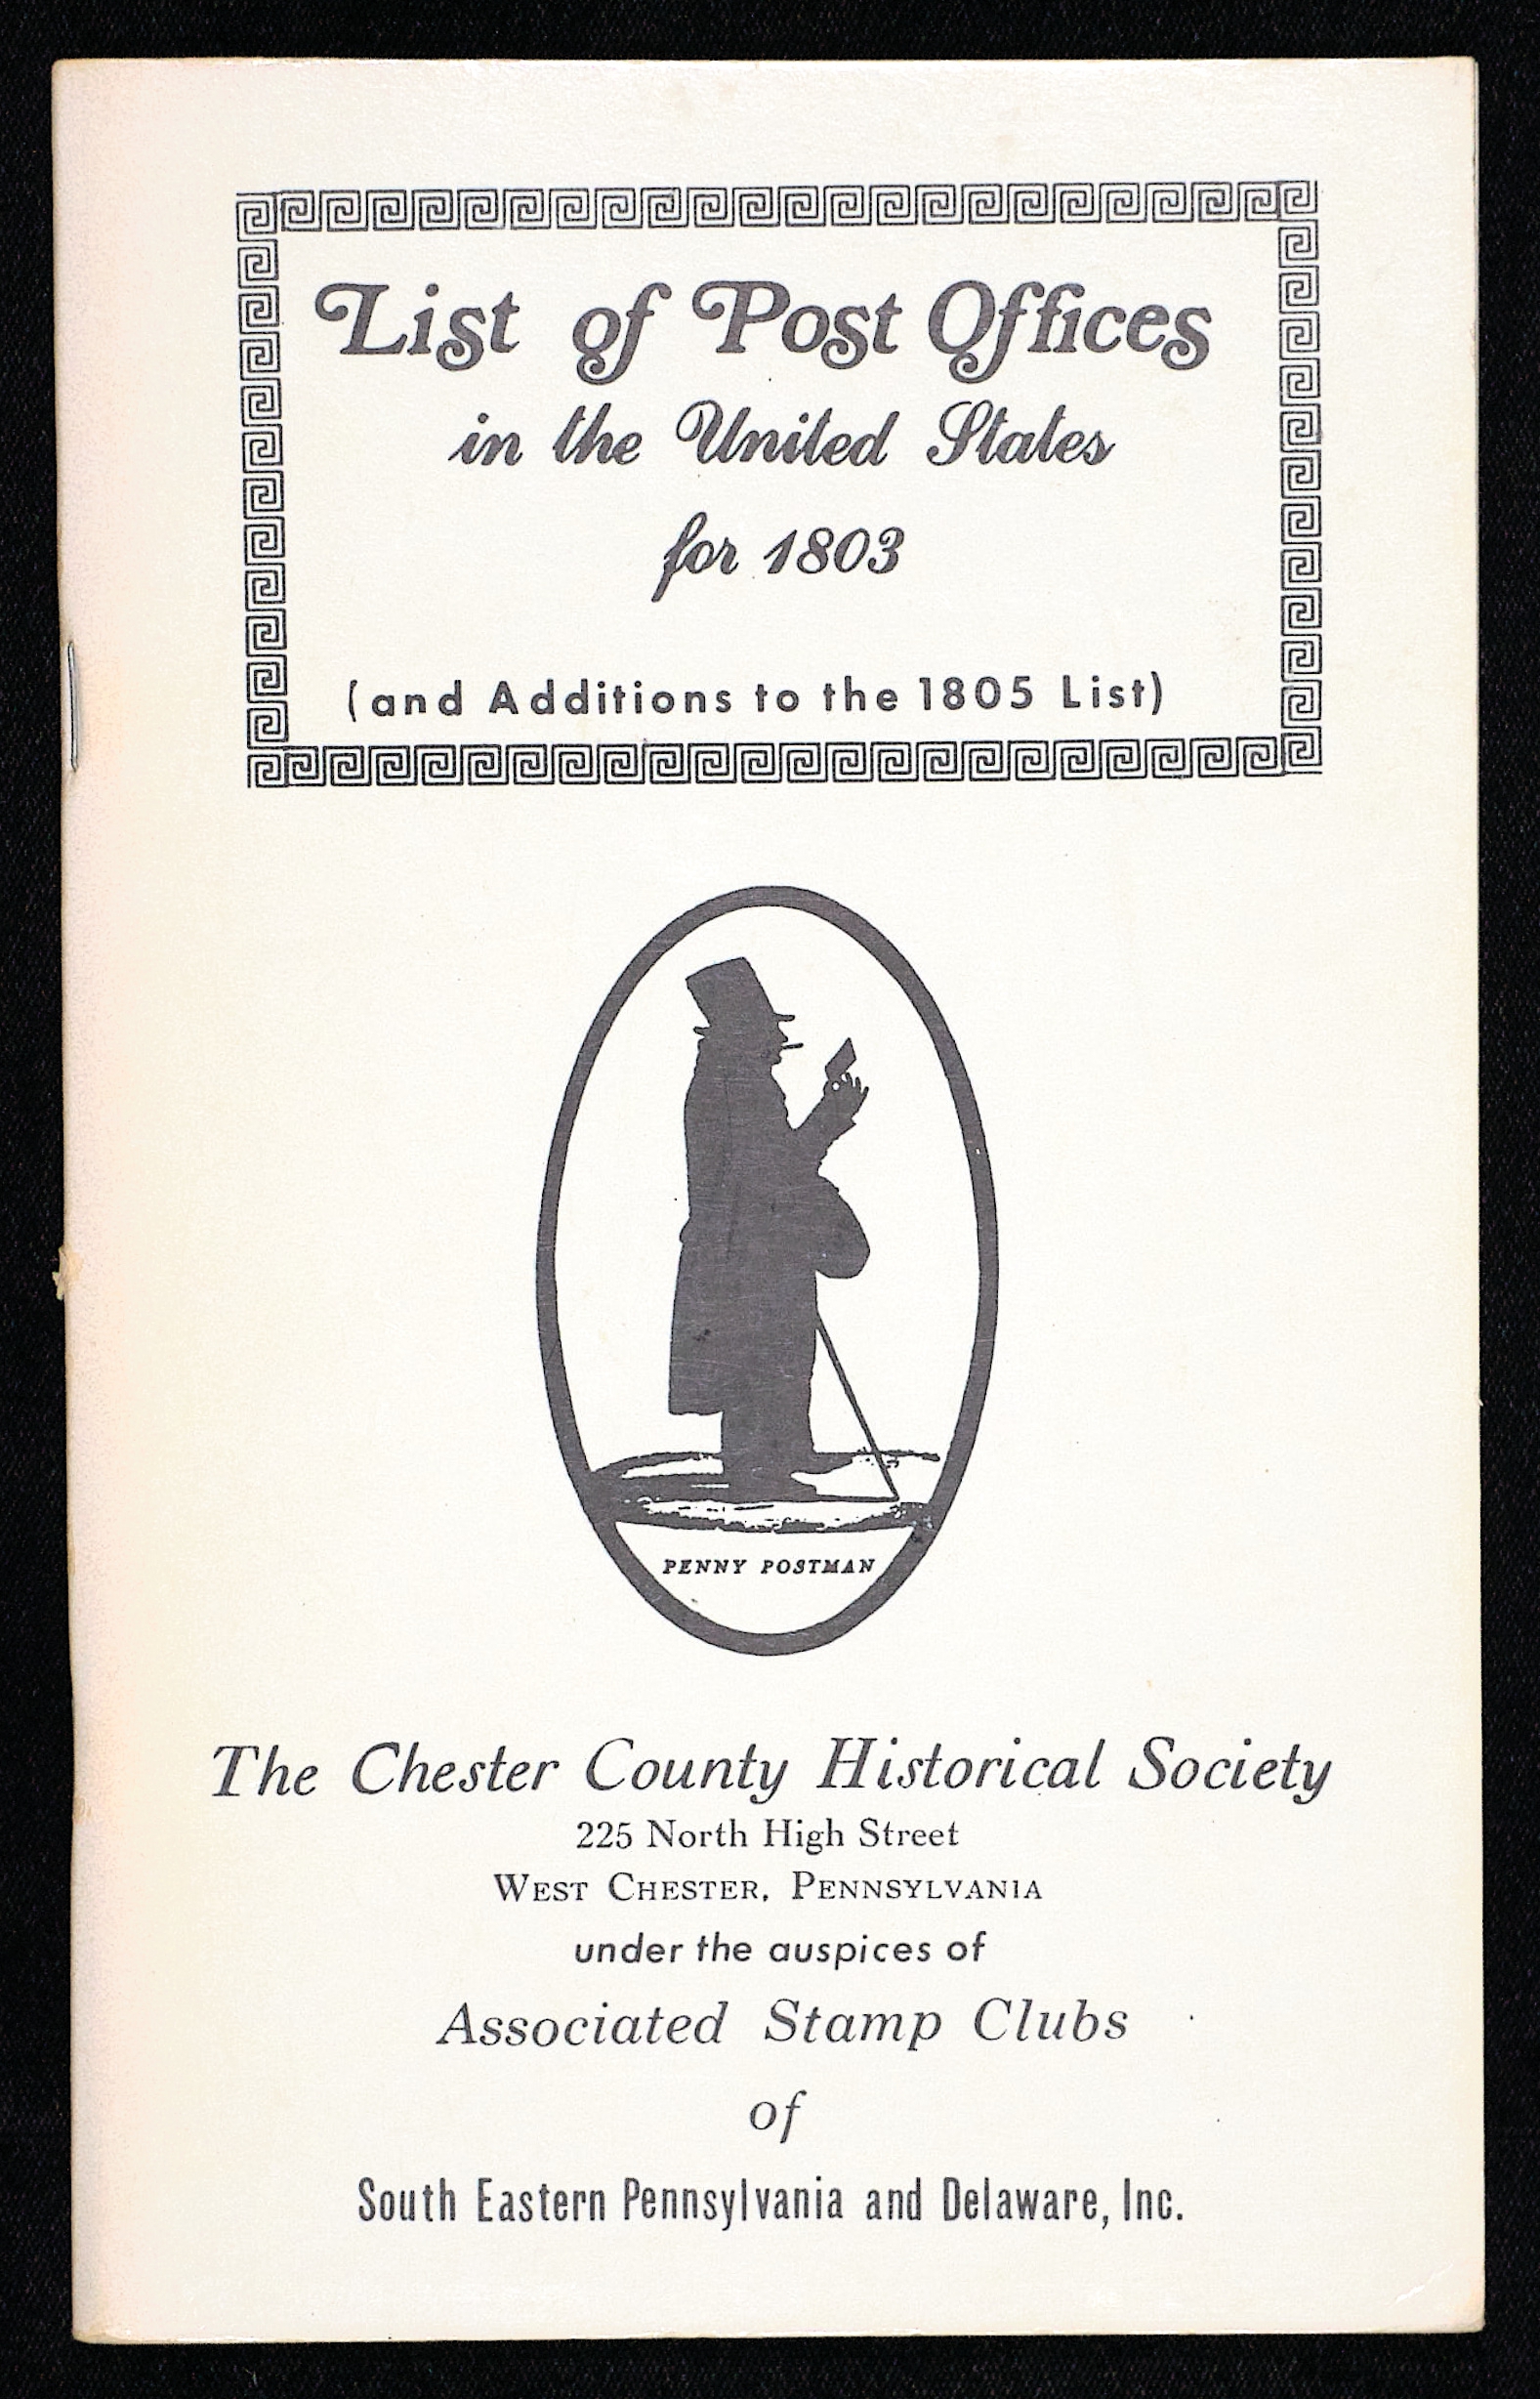 List of Post Offices
in the United States
for 1803
(and Additions to the 1805 List)
PENNY POSTMAN
The Chester County Historical Society
225 North High Street
WEST CHESTER, PENNSYLVANIA
under the auspices of
Associated Stamp Clubs
of
South Eastern Pennsylvania and Delaware, Inc.